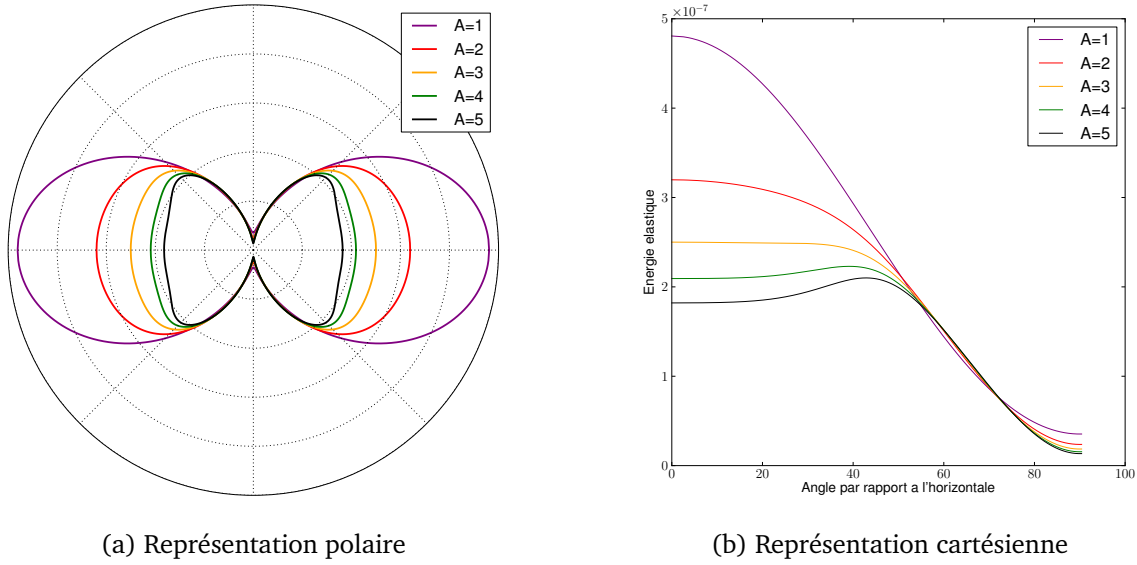 A=1
A=2
A=3
A=4
A=5
(a) Représentation polaire
×10⁻⁷
5
4
3
2
1
0
Energie elastique
0 20 40 60 80 100
Angle par rapport a l'horizontale
A=1
A=2
A=3
A=4
A=5
(b) Représentation cartésienne